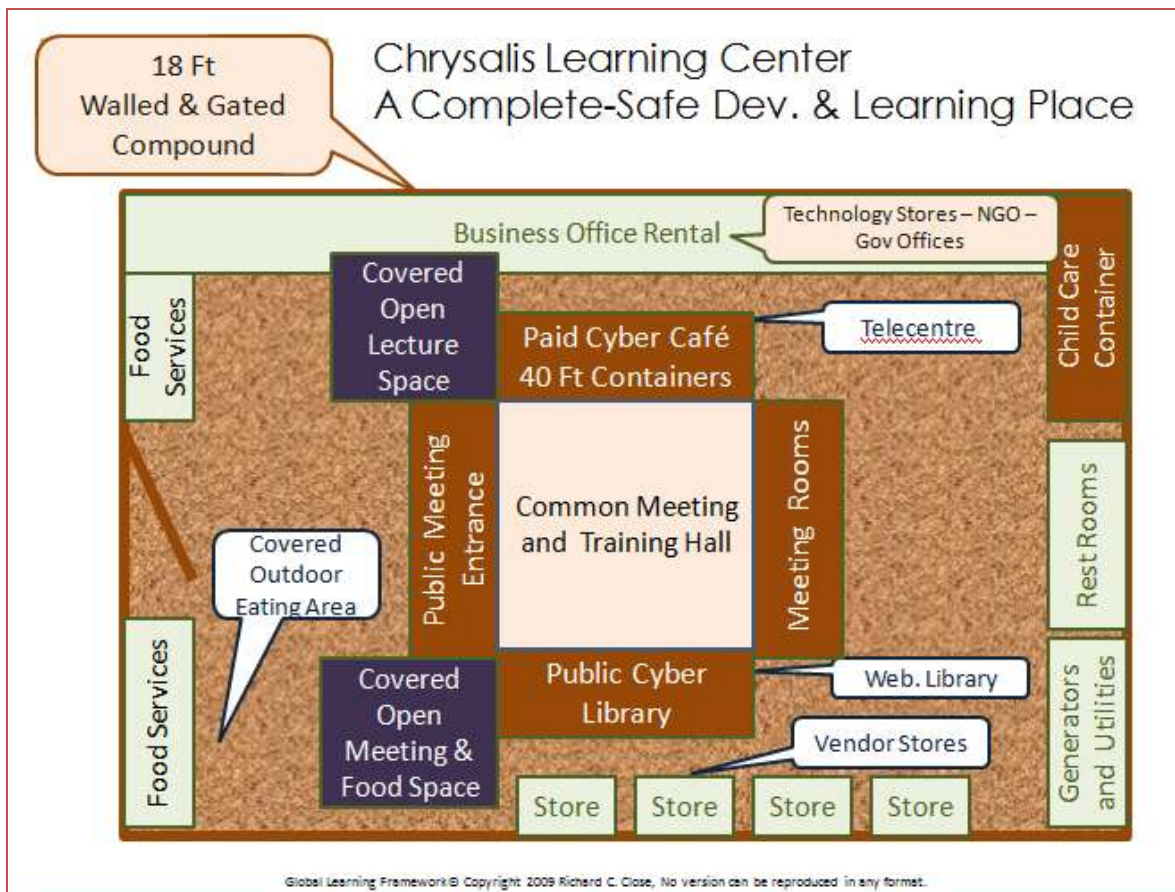 18 Ft
Walled & Gated
Compound
Chrysalis Learning Center
A Complete-Safe Dev. & Learning Place
Business Office Rental
Technology Stores – NGO –
Gov Offices
Child Care
Container
Food
Services
Covered
Open
Lecture
Space
Paid Cyber Café
40 Ft Containers
Telecentre
Public Meeting
Entrance
Common Meeting
and Training Hall
Meeting Rooms
Rest Rooms
Covered
Outdoor
Eating Area
Food Services
Covered
Open
Meeting &
Food Space
Public Cyber
Library
Web. Library
Vendor Stores
Generators
and Utilities
Store
Store
Store
Store
Global Learning Framework© Copyright 2009 Richard C. Close, No version can be reproduced in any format.